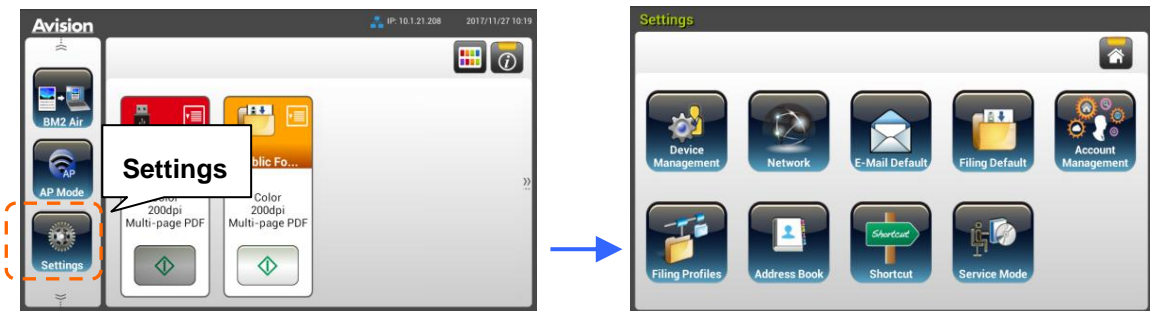 Avision
IP: 10.1.21.208
2017/11/27 10:19
BM2 Air
AP Mode
Settings
Settings
blic Fo...
Color
200dpi
Multi-page PDF
Color
200dpi
Multi-page PDF
Settings
Device
Management
Network
E-Mail Default
Filing Default
Account
Management
Filing Profiles
Address Book
Shortcut
Shortcut
Service Mode